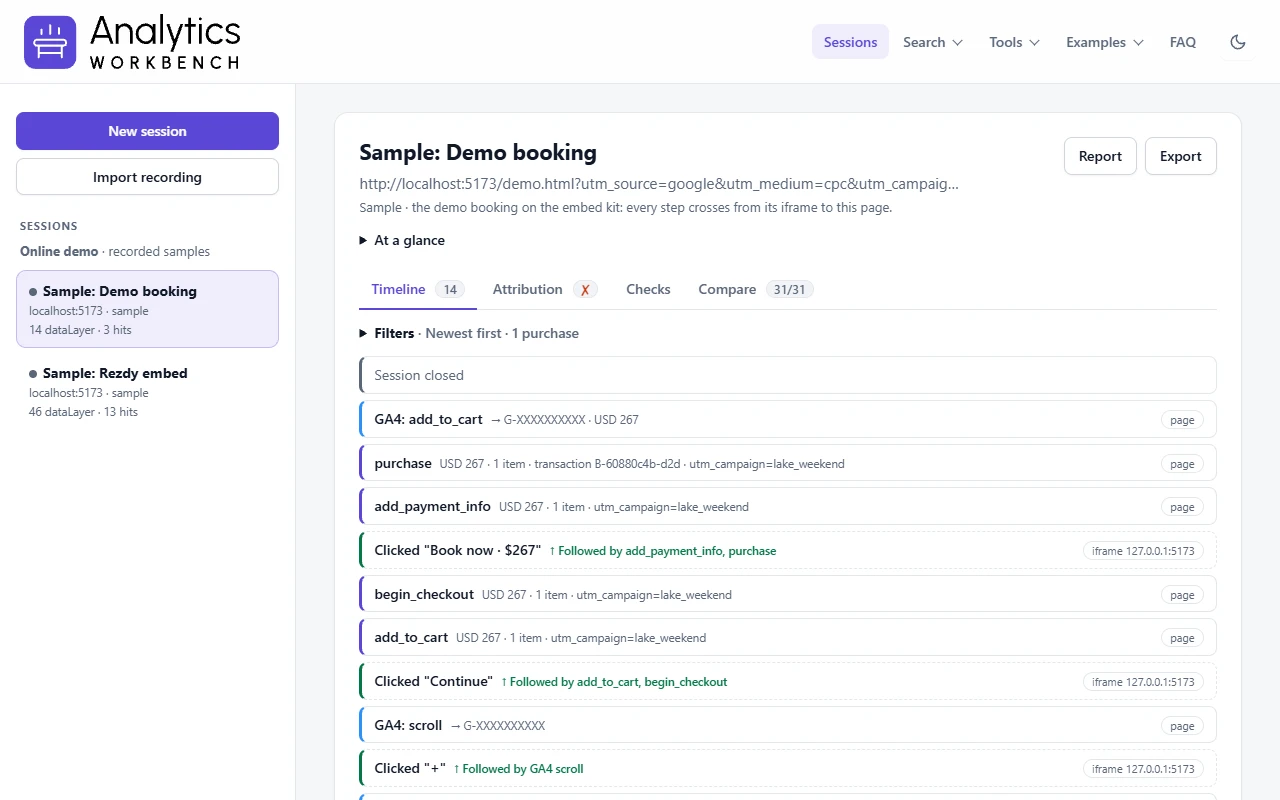 Analytics
WORKBENCH
Sessions
Search
Tools
Examples
FAQ
New session
Import recording
SESSIONS
Online demo · recorded samples
Sample: Demo booking
localhost:5173 · sample
14 dataLayer · 3 hits
Sample: Rezdy embed
localhost:5173 · sample
46 dataLayer · 13 hits
Sample: Demo booking
Report
Export
http://localhost:5173/demo.html?utm_source=google&utm_medium=cpc&utm_campaig…
Sample · the demo booking on the embed kit: every step crosses from its iframe to this page.
▶ At a glance
Timeline 14
Attribution ✗
Checks
Compare 31/31
▶ Filters · Newest first · 1 purchase
Session closed
GA4: add_to_cart → G-XXXXXXXXXX · USD 267 page
purchase USD 267 · 1 item · transaction B-60880c4b-d2d · utm_campaign=lake_weekend page
add_payment_info USD 267 · 1 item · utm_campaign=lake_weekend page
Clicked "Book now · $267" ↑ Followed by add_payment_info, purchase iframe 127.0.0.1:5173
begin_checkout USD 267 · 1 item · utm_campaign=lake_weekend page
add_to_cart USD 267 · 1 item · utm_campaign=lake_weekend page
Clicked "Continue" ↑ Followed by add_to_cart, begin_checkout iframe 127.0.0.1:5173
GA4: scroll → G-XXXXXXXXXX page
Clicked "+" ↑ Followed by GA4 scroll iframe 127.0.0.1:5173